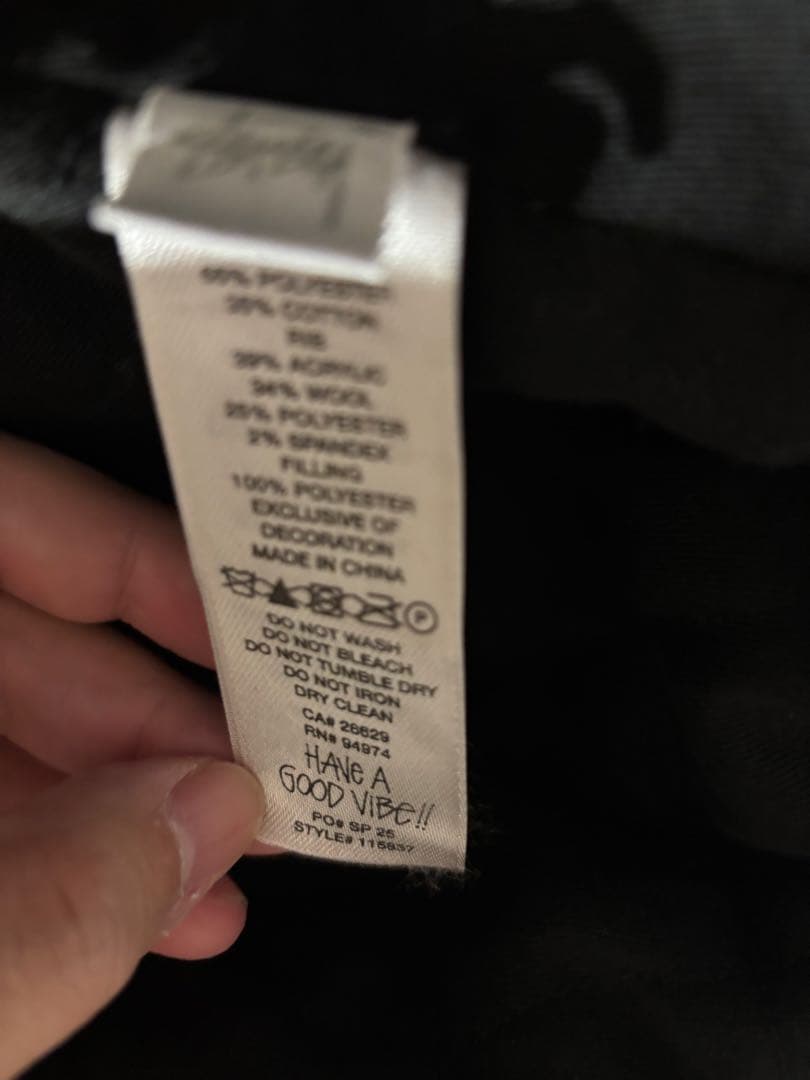 65% POLYESTER
35% COTTON
RIB
39% ACRYLIC
34% WOOL
25% POLYESTER
2% SPANDEX
FILLING
100% POLYESTER
EXCLUSIVE OF
DECORATION
MADE IN CHINA
P
DO NOT WASH
DO NOT BLEACH
DO NOT TUMBLE DRY
DO NOT IRON
DRY CLEAN
CA# 28629
RN# 94974
HAVE A
GOOD VIBE!!
PO# SP 25
STYLE#